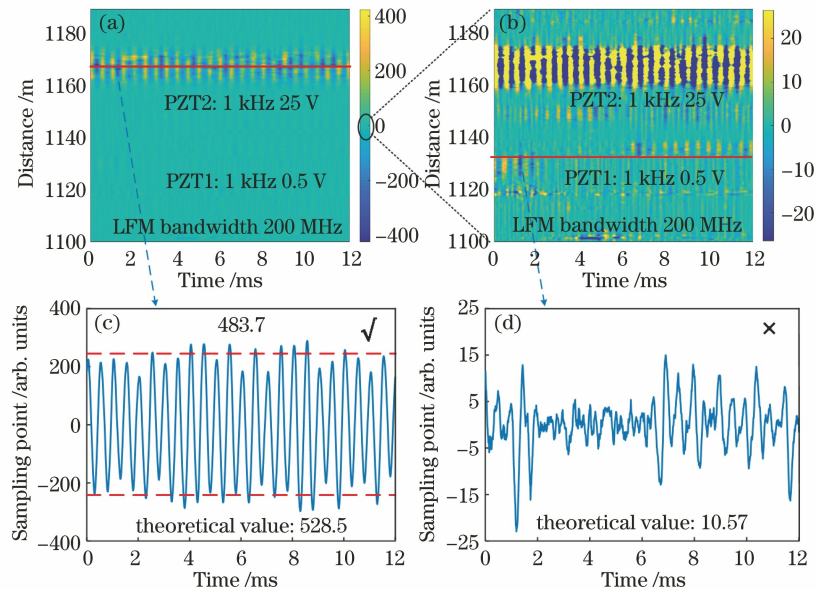 (a)
Distance /m
1180
1160
1140
1120
1100
PZT2: 1 kHz 25 V
PZT1: 1 kHz 0.5 V
LFM bandwidth 200 MHz
0 2 4 6 8 10 12
Time /ms
400
200
0
−200
−400
(b)
Distance /m
1180
1160
1140
1120
1100
PZT2: 1 kHz 25 V
PZT1: 1 kHz 0.5 V
LFM bandwidth 200 MHz
0 2 4 6 8 10 12
Time /ms
20
10
0
−10
−20
(c)
483.7
√
Sampling point /arb. units
400
200
0
−200
−400
theoretical value: 528.5
0 2 4 6 8 10 12
Time /ms
(d)
×
Sampling point /arb. units
25
15
5
−5
−15
−25
theoretical value: 10.57
0 2 4 6 8 10 12
Time /ms